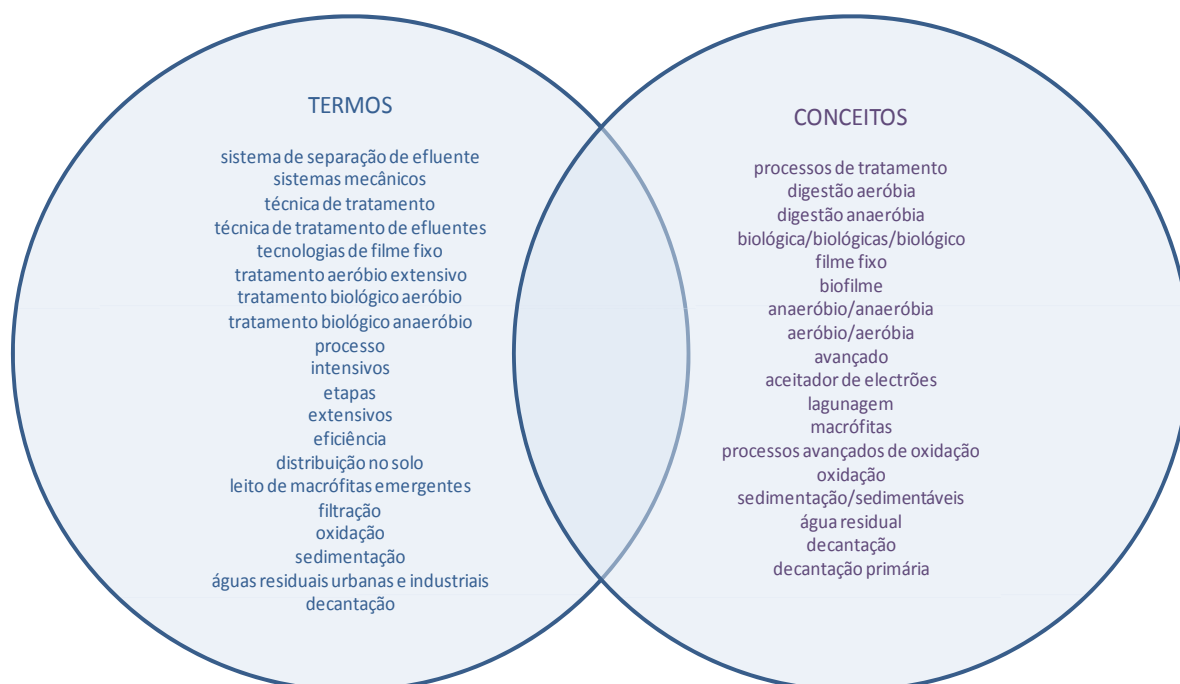 TERMOS
sistema de separação de efluente
sistemas mecânicos
técnica de tratamento
técnica de tratamento de efluentes
tecnologias de filme fixo
tratamento aeróbio extensivo
tratamento biológico aeróbio
tratamento biológico anaeróbio
processo
intensivos
etapas
extensivos
eficiência
distribuição no solo
leito de macrófitas emergentes
filtração
oxidação
sedimentação
águas residuais urbanas e industriais
decantação
CONCEITOS
processos de tratamento
digestão aeróbia
digestão anaeróbia
biológica/biológicas/biológico
filme fixo
biofilme
anaeróbio/anaeróbia
aeróbio/aeróbia
avançado
aceitador de electrões
lagunagem
macrófitas
processos avançados de oxidação
oxidação
sedimentação/sedimentáveis
água residual
decantação
decantação primária